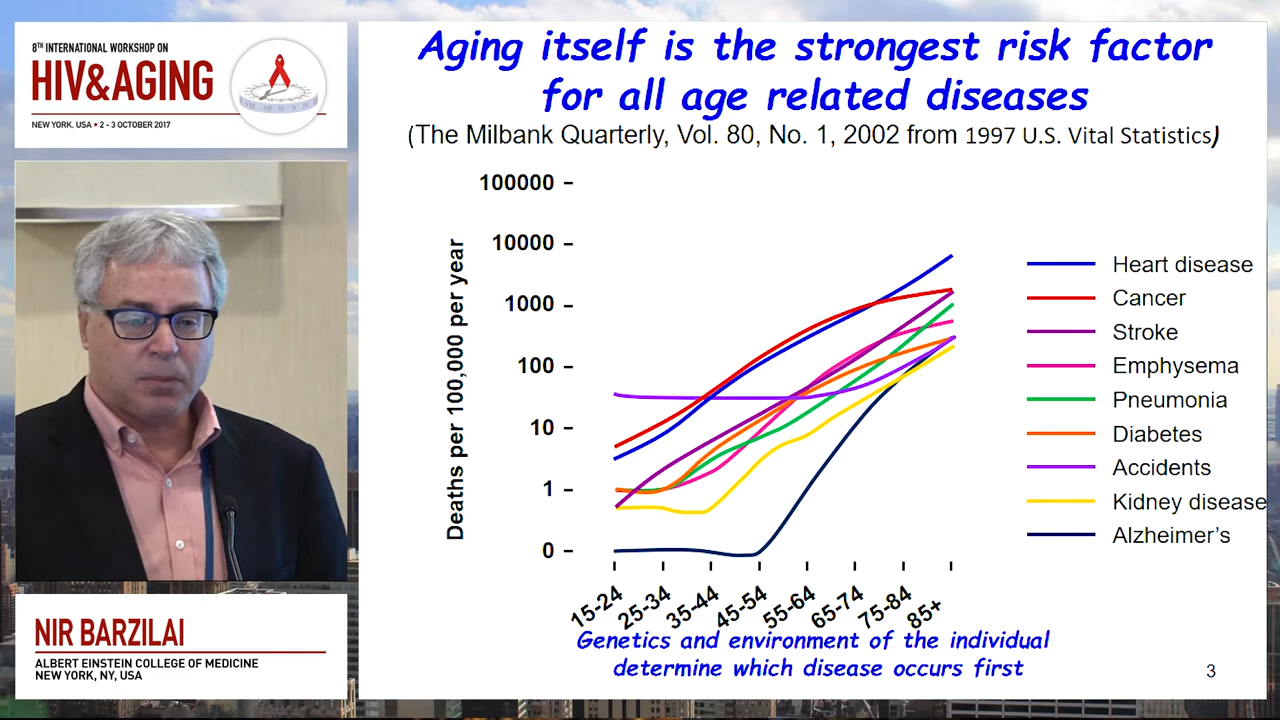 8TH INTERNATIONAL WORKSHOP ON
HIV&AGING
NEW YORK, USA • 2 - 3 OCTOBER 2017
Aging itself is the strongest risk factor
for all age related diseases
(The Milbank Quarterly, Vol. 80, No. 1, 2002 from 1997 U.S. Vital Statistics)
Deaths per 100,000 per year
100000
10000
1000
100
10
1
0
15-24
25-34
35-44
45-54
55-64
65-74
75-84
85+
Heart disease
Cancer
Stroke
Emphysema
Pneumonia
Diabetes
Accidents
Kidney disease
Alzheimer's
Genetics and environment of the individual
determine which disease occurs first
3
NIR BARZILAI
ALBERT EINSTEIN COLLEGE OF MEDICINE
NEW YORK, NY, USA